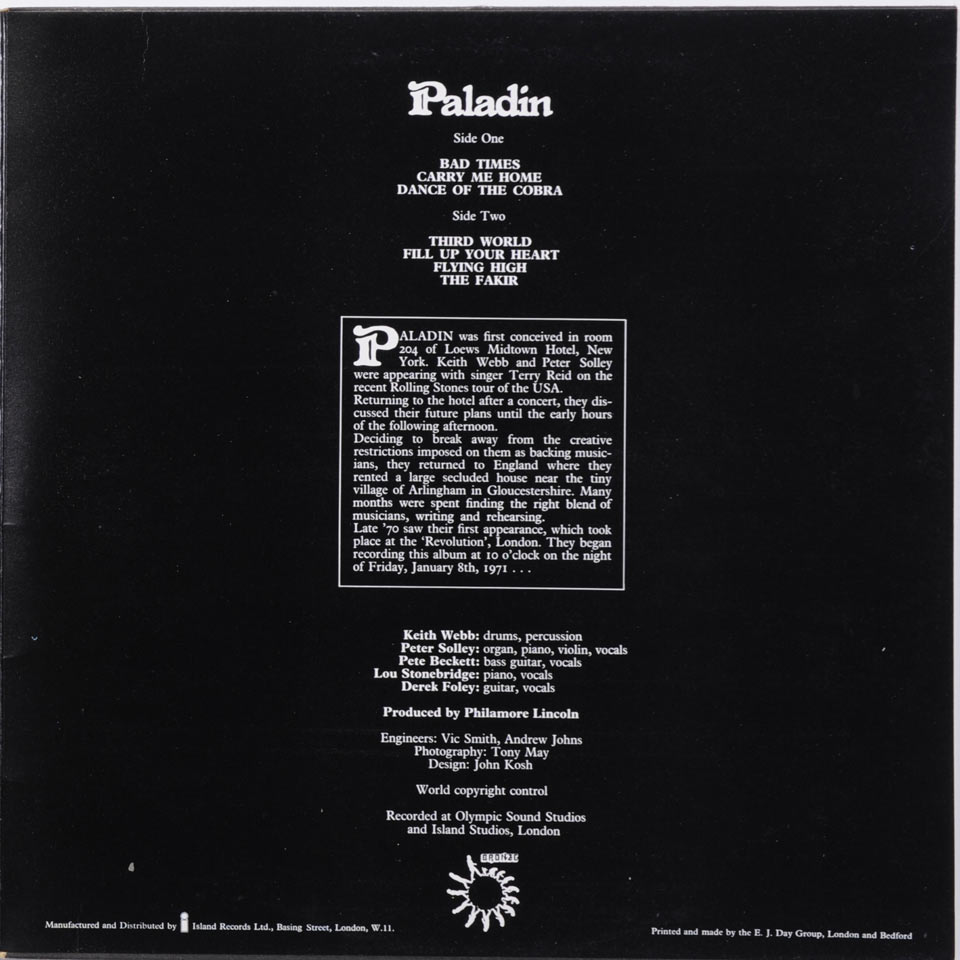 Paladin
Side One
BAD TIMES
CARRY ME HOME
DANCE OF THE COBRA
Side Two
THIRD WORLD
FILL UP YOUR HEART
FLYING HIGH
THE FAKIR
PALADIN was first conceived in room
204 of Loews Midtown Hotel, New
York. Keith Webb and Peter Solley
were appearing with singer Terry Reid on the
recent Rolling Stones tour of the USA.
Returning to the hotel after a concert, they dis-
cussed their future plans until the early hours
of the following afternoon.
Deciding to break away from the creative
restrictions imposed on them as backing music-
ians, they returned to England where they
rented a large secluded house near the tiny
village of Arlingham in Gloucestershire. Many
months were spent finding the right blend of
musicians, writing and rehearsing.
Late '70 saw their first appearance, which took
place at the 'Revolution', London. They began
recording this album at 10 o'clock on the night
of Friday, January 8th, 1971 . . .
Keith Webb: drums, percussion
Peter Solley: organ, piano, violin, vocals
Pete Beckett: bass guitar, vocals
Lou Stonebridge: piano, vocals
Derek Foley: guitar, vocals
Produced by Philamore Lincoln
Engineers: Vic Smith, Andrew Johns
Photography: Tony May
Design: John Kosh
World copyright control
Recorded at Olympic Sound Studios
and Island Studios, London
BRONZE
Manufactured and Distributed by i Island Records Ltd., Basing Street, London, W.11.
Printed and made by the E. J. Day Group, London and Bedford